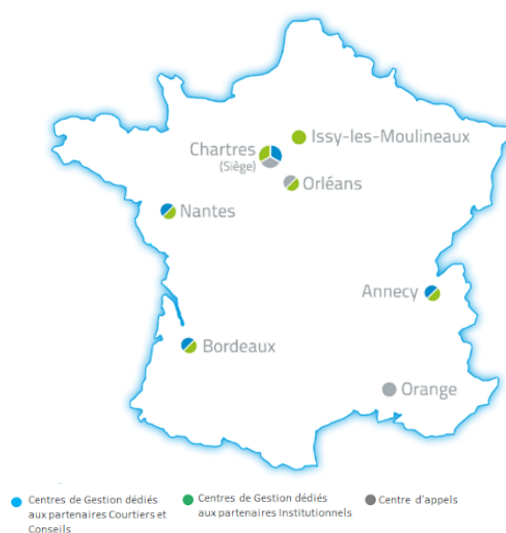 Issy-les-Moulineaux
Chartres
(Siège)
Orléans
Nantes
Annecy
Bordeaux
Orange
Centres de Gestion dédiés
aux partenaires Courtiers et
Conseils
Centres de Gestion dédiés
aux partenaires Institutionnels
Centre d'appels